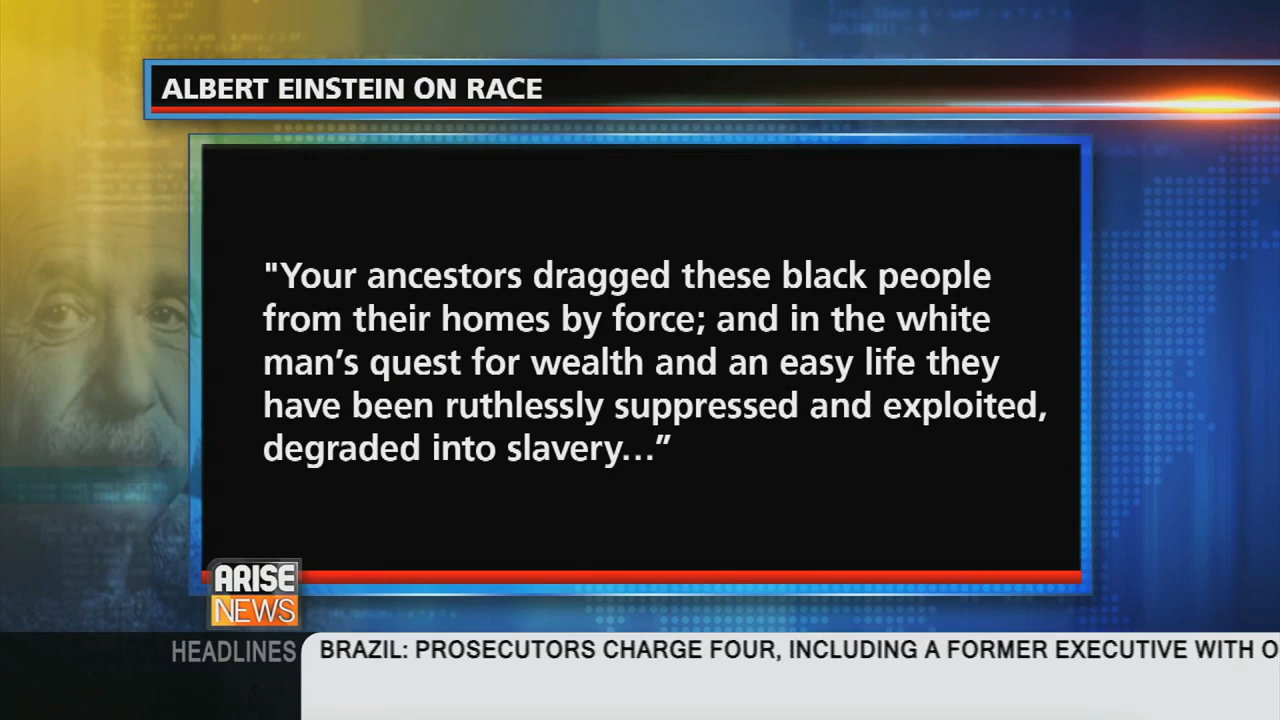 ALBERT EINSTEIN ON RACE
"Your ancestors dragged these black people
from their homes by force; and in the white
man’s quest for wealth and an easy life they
have been ruthlessly suppressed and exploited,
degraded into slavery…”
ARISE
NEWS
HEADLINES
BRAZIL: PROSECUTORS CHARGE FOUR, INCLUDING A FORMER EXECUTIVE WITH O